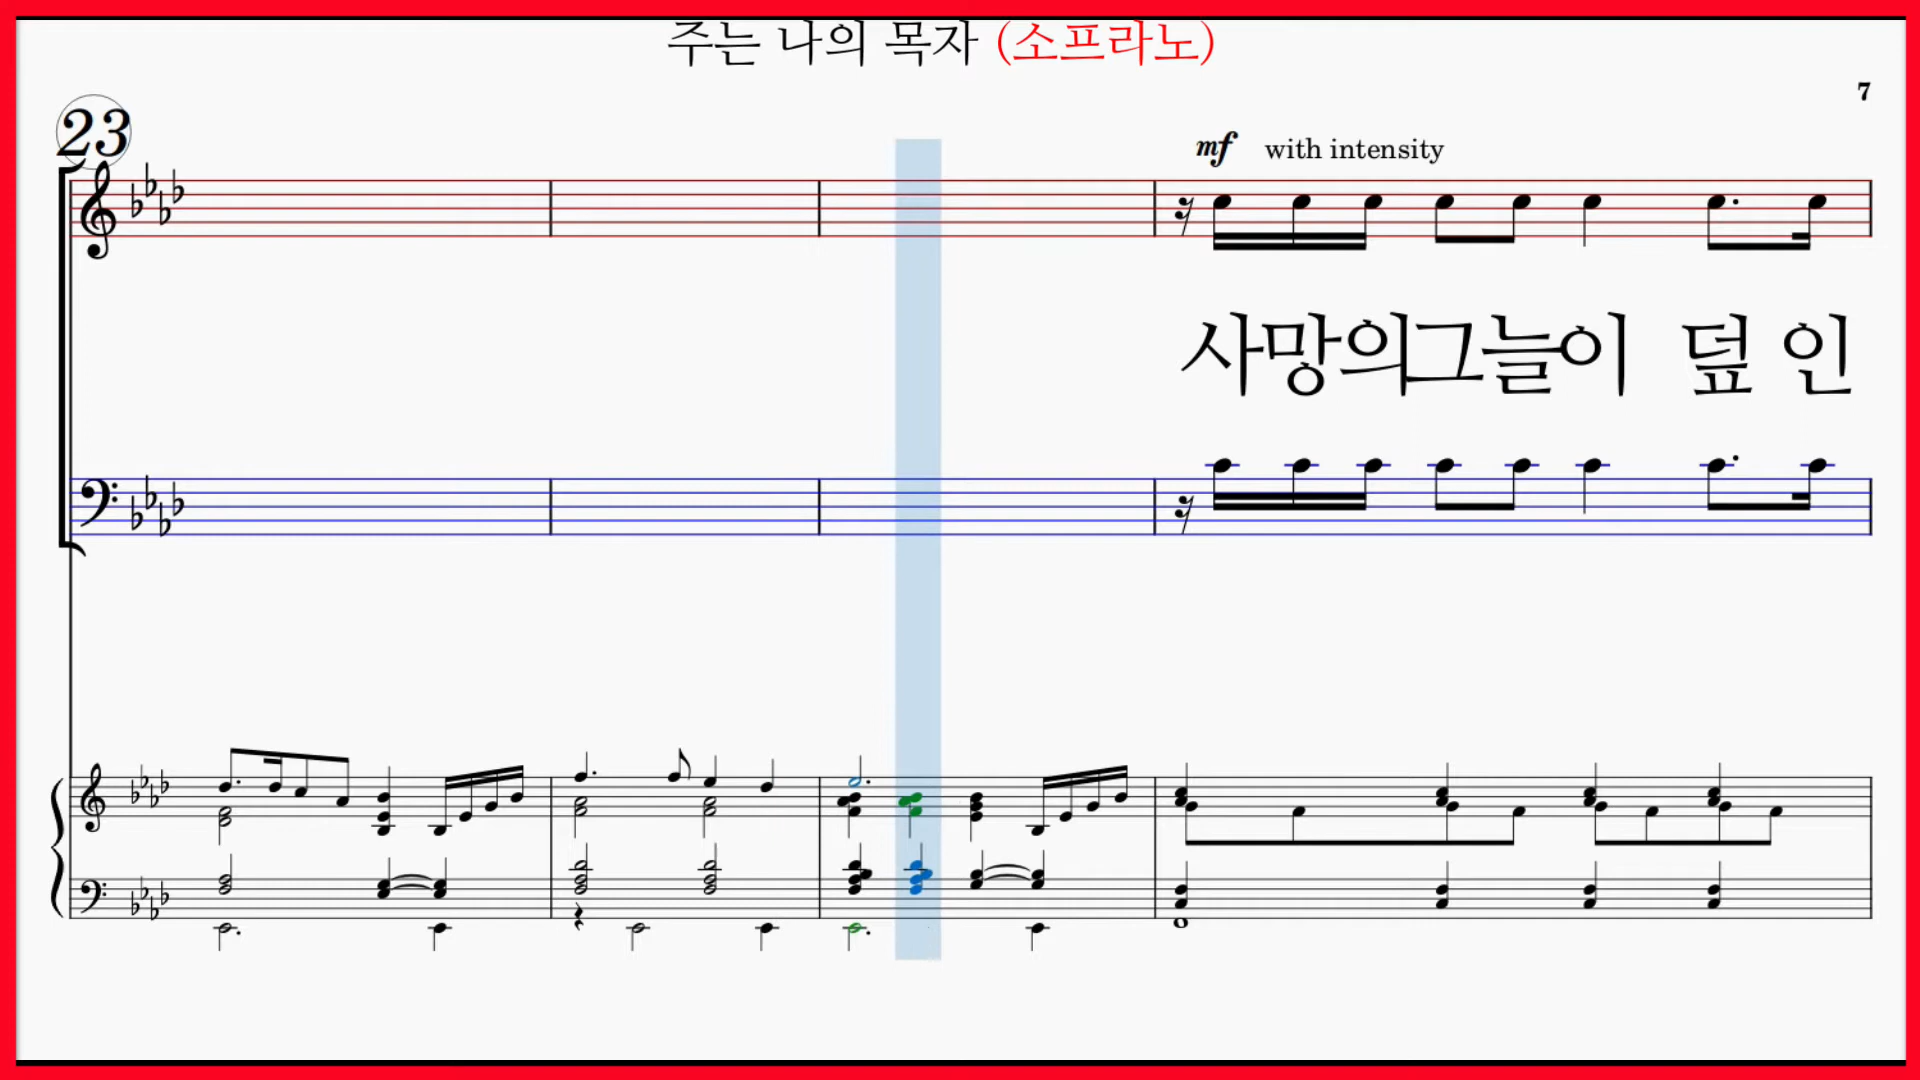 주는 나의 목자 (소프라노)
7
23
mf with intensity
사망의그늘이 덮 인